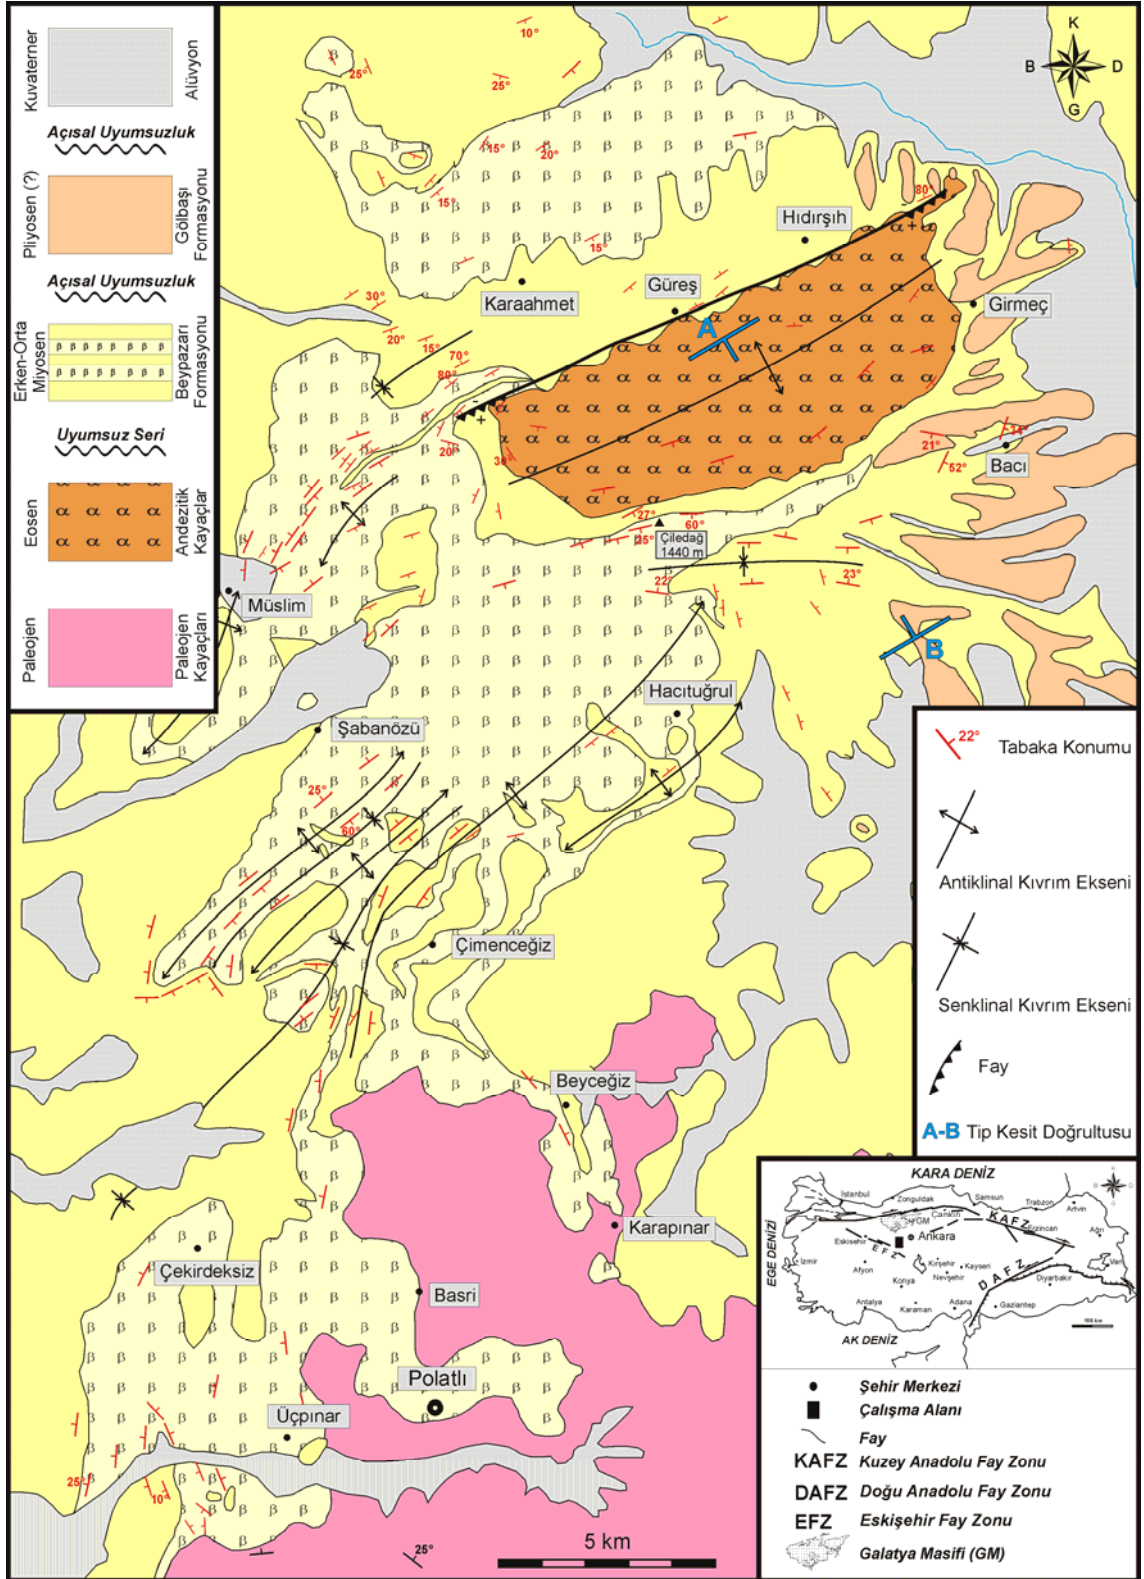 Kuvaterner
Alüvyon
Açısal Uyumsuzluk
Pliyosen (?)
Gölbaşı
Formasyonu
Açısal Uyumsuzluk
Erken-Orta
Miyosen
Beypazarı
Formasyonu
Uyumsuz Seri
Eosen
Andezitik
Kayaçlar
Paleojen
Paleojen
Kayaçları
K
B D
G
10°
25°
25°
15°
20°
15°
15°
80°
Hıdırşıh
Karaahmet
Güreş
Girmeç
30°
20°
15°
70°
80°
A
- +
- +
20°
30°
21°
14°
52°
Bacı
27°
25°
60°
Çiledağ
1440 m
22°
23°
Müslim
B
Hacıtuğrul
Şabanözü
25°
60°
Çimenceğiz
Beyceğiz
Karapınar
Çekirdeksiz
Basri
Polatlı
Üçpınar
25°
10°
25°
5 km
22° Tabaka Konumu
Antiklinal Kıvrım Ekseni
Senklinal Kıvrım Ekseni
Fay
A-B Tip Kesit Doğrultusu
KARA DENİZ
EGE DENİZİ
AK DENİZ
İstanbul
Zonguldak
Samsun
Trabzon
Artvin
Çankırı
GM
KAFZ
Erzincan
Ağrı
Eskişehir
EFZ
Ankara
İzmir
Afyon
Kırşehir
Kayseri
Nevşehir
Konya
DAFZ
Diyarbakır
Van
Antalya
Karaman
Adana
Gaziantep
Şehir Merkezi
Çalışma Alanı
Fay
KAFZ Kuzey Anadolu Fay Zonu
DAFZ Doğu Anadolu Fay Zonu
EFZ Eskişehir Fay Zonu
Galatya Masifi (GM)